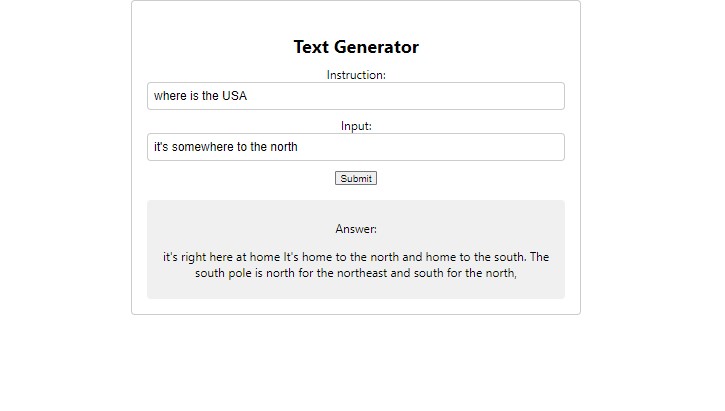 Text Generator
Instruction:
where is the USA
Input:
it's somewhere to the north
Submit
Answer:
it's right here at home It's home to the north and home to the south. The
south pole is north for the northeast and south for the north,